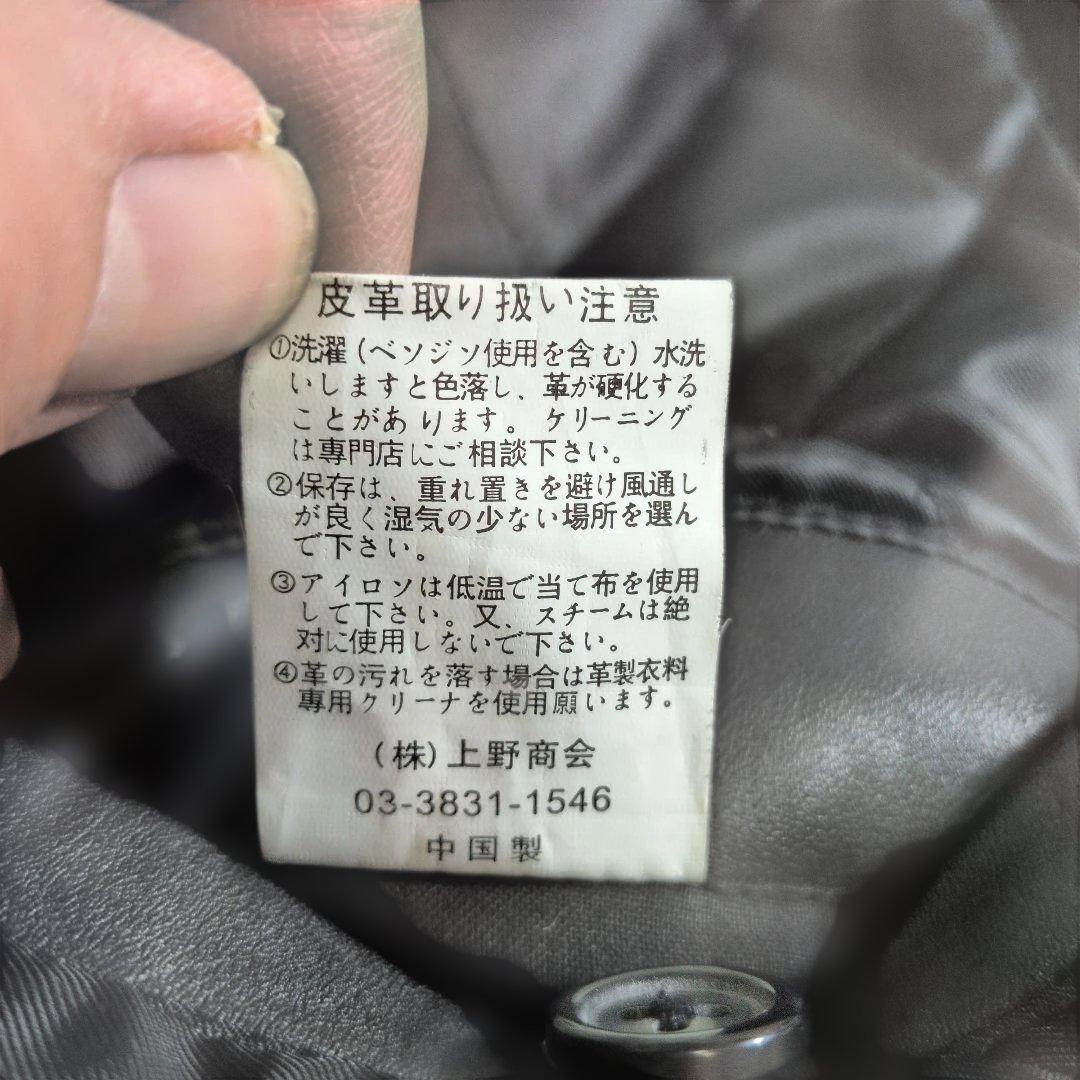 皮革取り扱い注意
①洗濯(ベソジソ使用を含む)水洗
いしますと色落し、革が硬化する
ことがあります。ケリーニング
は専門店にご相談下さい。
②保存は、重れ置きを避け風通し
が良く湿気の少ない場所を選ん
で下さい。
③アイロソは低温で当て布を使用
して下さい。又、スチームは絶
対に使用しないで下さい。
④革の汚れを落す場合は革製衣料
専用クリーナを使用願います。
(株)上野商会
03-3831-1546
中国製